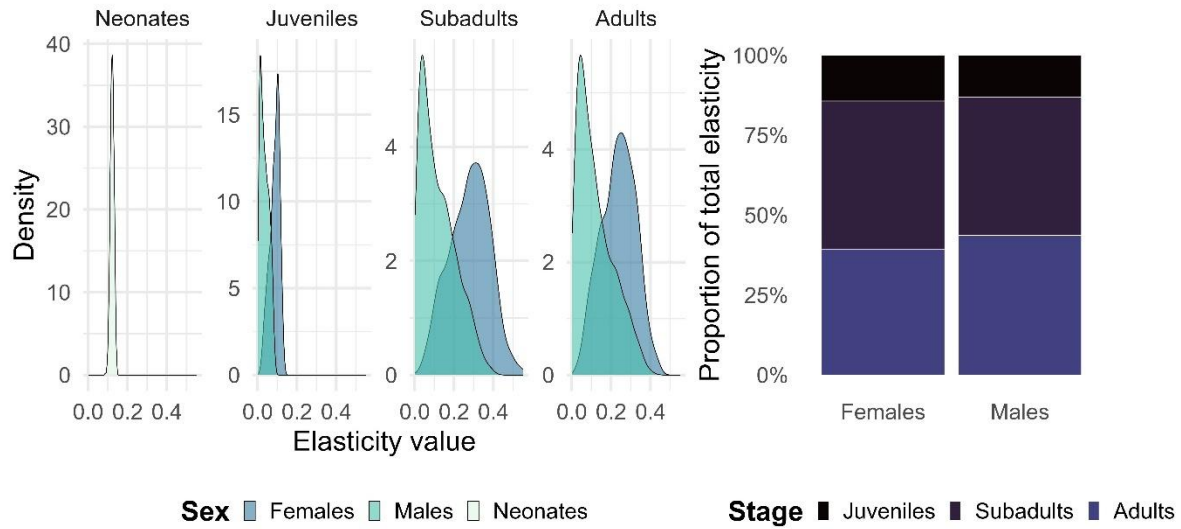 Neonates
Juveniles
Subadults
Adults
Density
40
30
20
10
0
15
10
5
0
4
2
0
4
2
0
0.0 0.2 0.4
0.0 0.2 0.4
0.0 0.2 0.4
0.0 0.2 0.4
Elasticity value
Proportion of total elasticity
100%
75%
50%
25%
0%
Females
Males
Sex Females Males Neonates
Stage Juveniles Subadults Adults